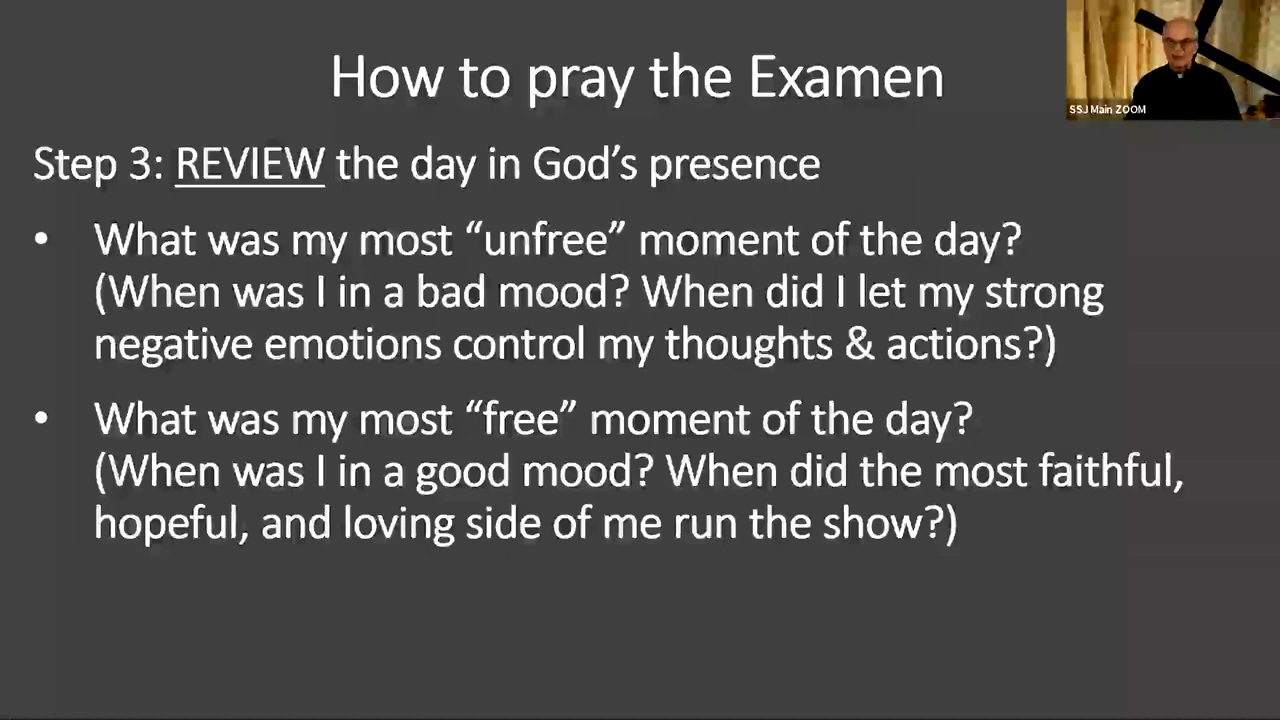 How to pray the Examen
SSJ Main ZOOM
Step 3: REVIEW the day in God’s presence
• What was my most “unfree” moment of the day?
(When was I in a bad mood? When did I let my strong
negative emotions control my thoughts & actions?)
• What was my most “free” moment of the day?
(When was I in a good mood? When did the most faithful,
hopeful, and loving side of me run the show?)